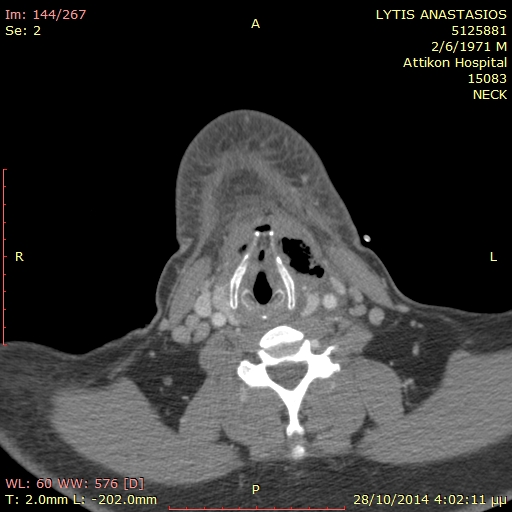 Im: 144/267
Se: 2
A
LYTIS ANASTASIOS
5125881
2/6/1971 M
Attikon Hospital
15083
NECK
R
L
WL: 60 WW: 576 [D]
T: 2.0mm L: -202.0mm
P
28/10/2014 4:02:11 μμ